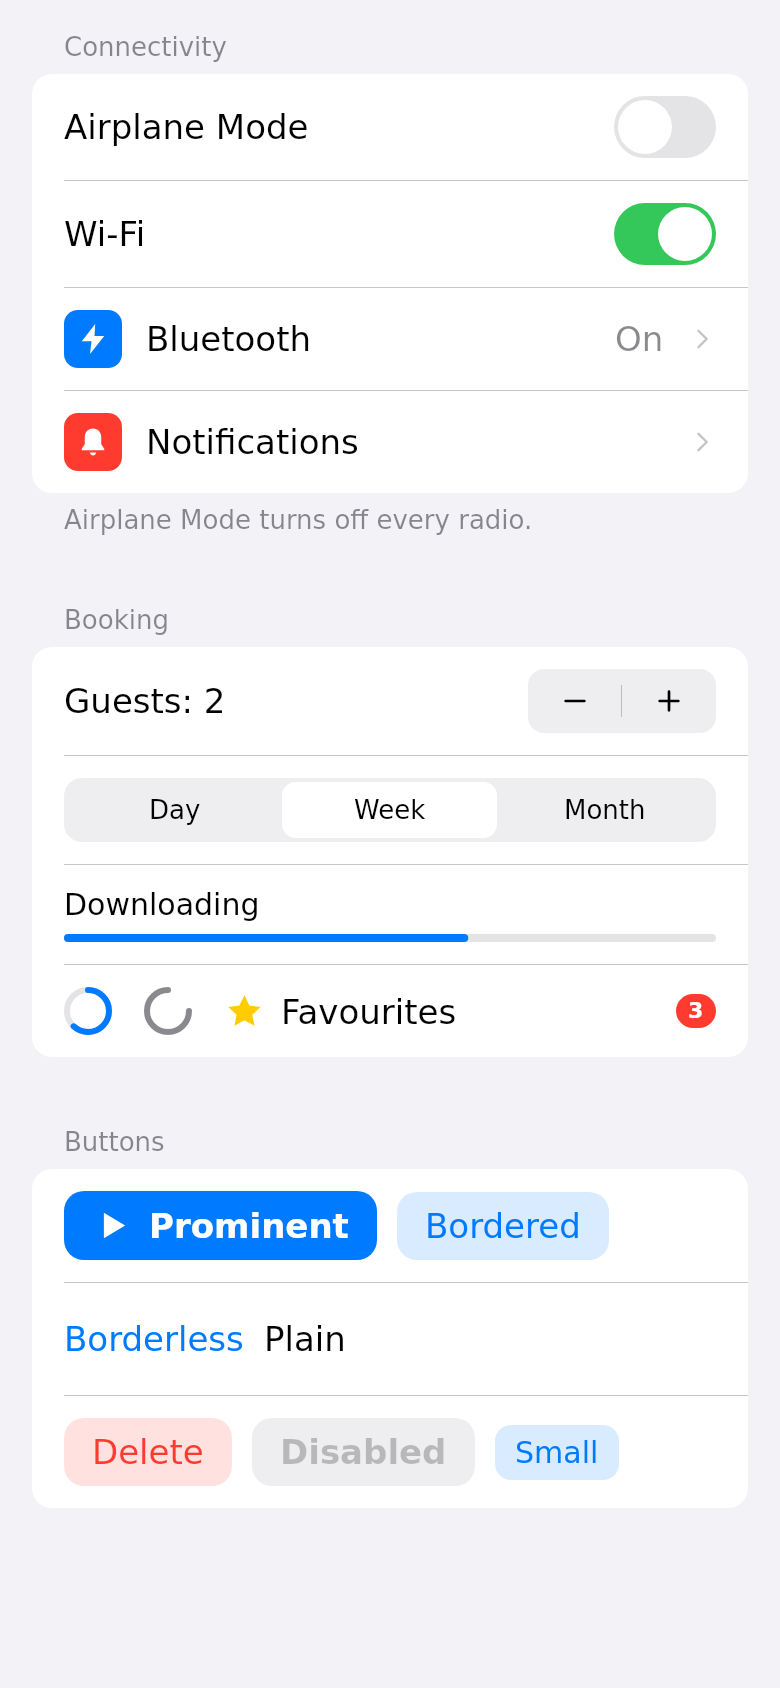 Connectivity
Airplane Mode
Wi-Fi
Bluetooth On
Notifications
Airplane Mode turns off every radio.
Booking
Guests: 2
Day Week Month
Downloading
Favourites 3
Buttons
Prominent Bordered
Borderless Plain
Delete Disabled Small